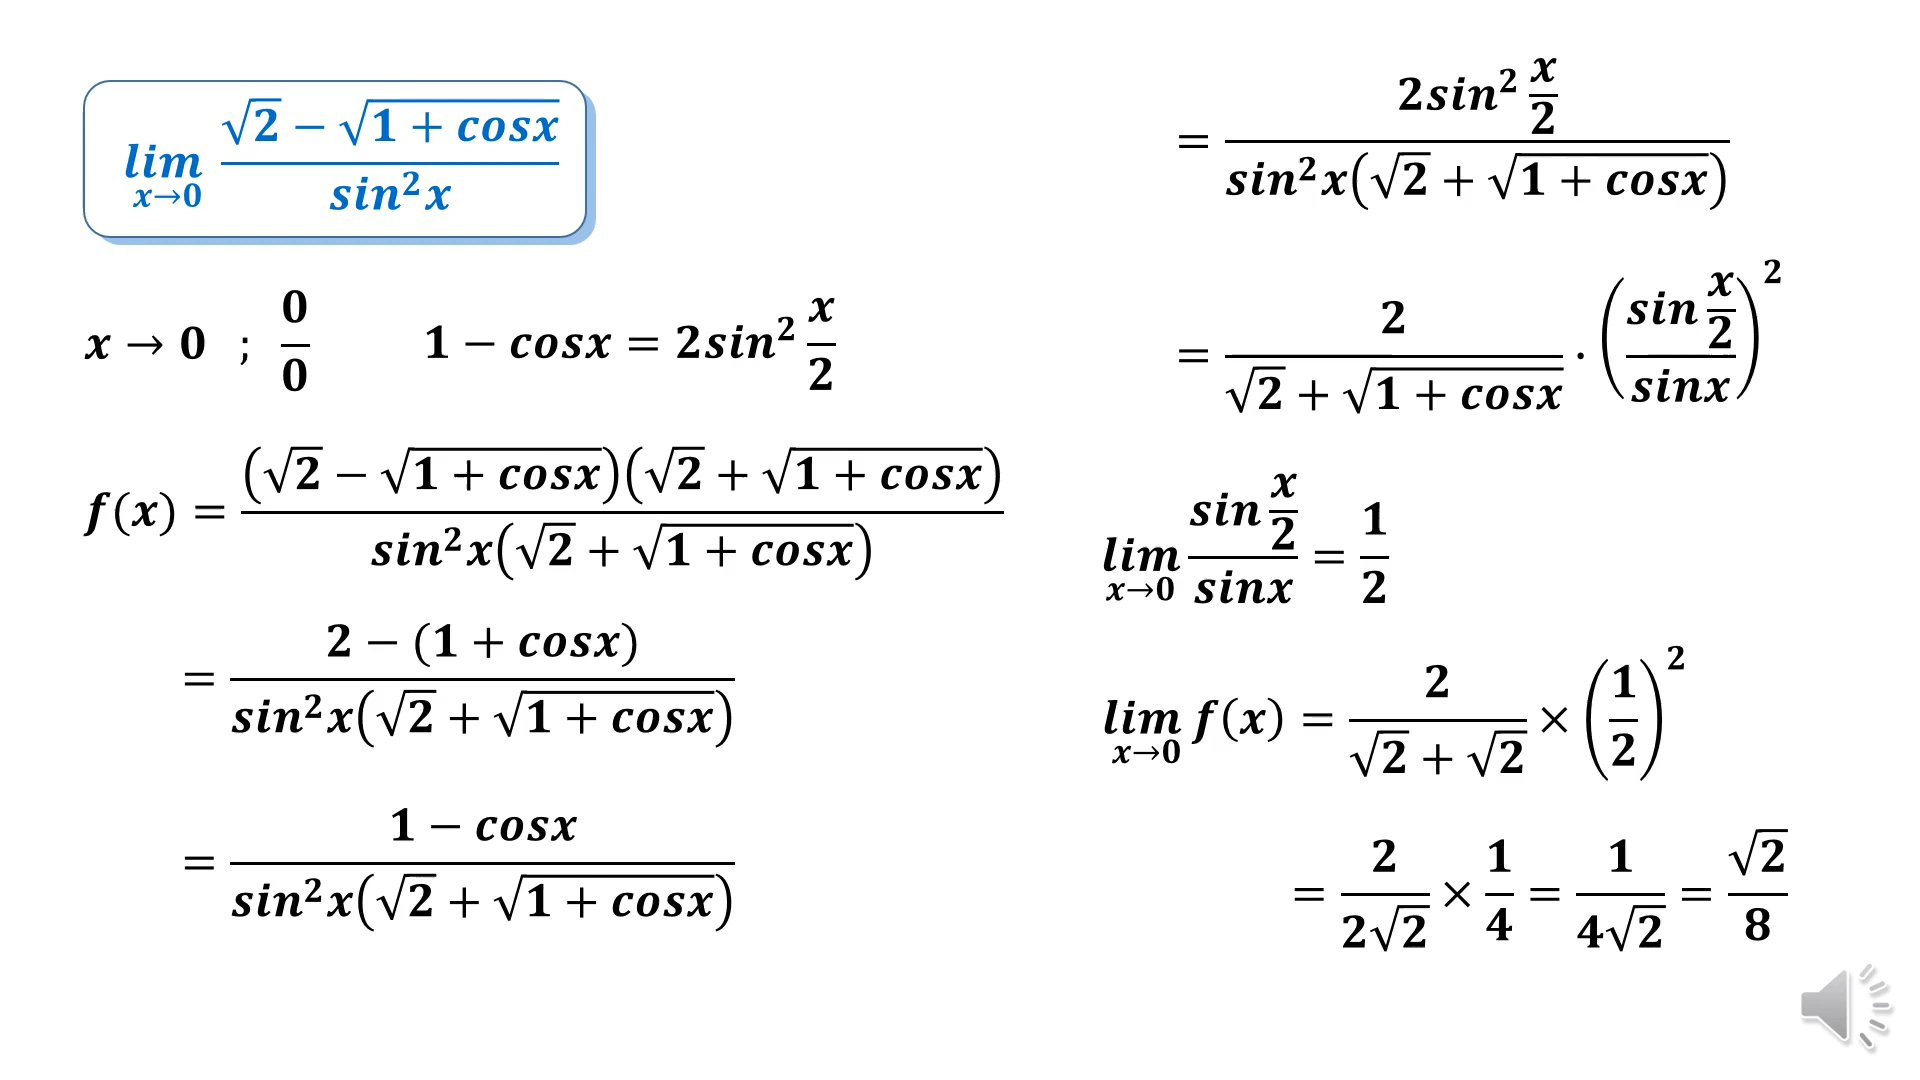 lim x→0 (√2 − √(1 + cosx)) / (sin²x)
x → 0 ; 0/0    1 − cosx = 2sin² x/2
f(x) = ((√2 − √(1 + cosx))(√2 + √(1 + cosx))) / (sin²x(√2 + √(1 + cosx)))
= (2 − (1 + cosx)) / (sin²x(√2 + √(1 + cosx)))
= (1 − cosx) / (sin²x(√2 + √(1 + cosx)))
= (2sin² x/2) / (sin²x(√2 + √(1 + cosx)))
= 2 / (√2 + √(1 + cosx)) · ((sin x/2) / (sinx))²
lim x→0 (sin x/2) / (sinx) = 1/2
lim x→0 f(x) = 2 / (√2 + √2) × (1/2)²
= 2 / (2√2) × 1/4 = 1 / (4√2) = √2 / 8